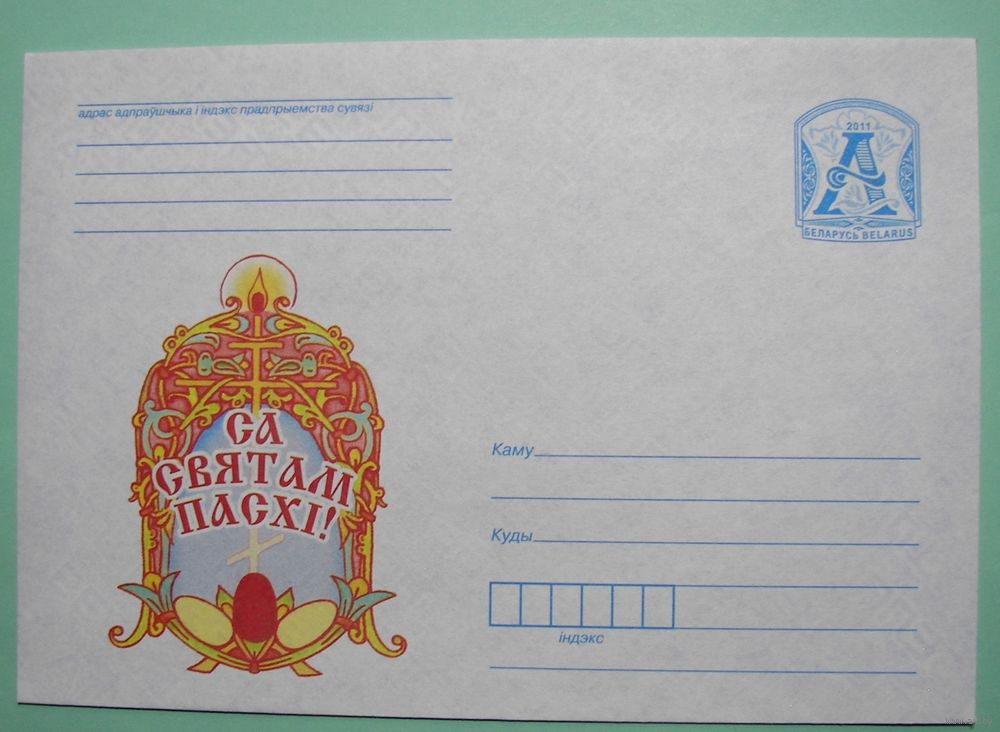 адрас адпраўшчыка і індэкс прадпрыемства сувязі
2011
А
БЕЛАРУСЬ BELARUS
СА
СВЯТАМ
ПАСХІ!
Каму
Куды
індэкс